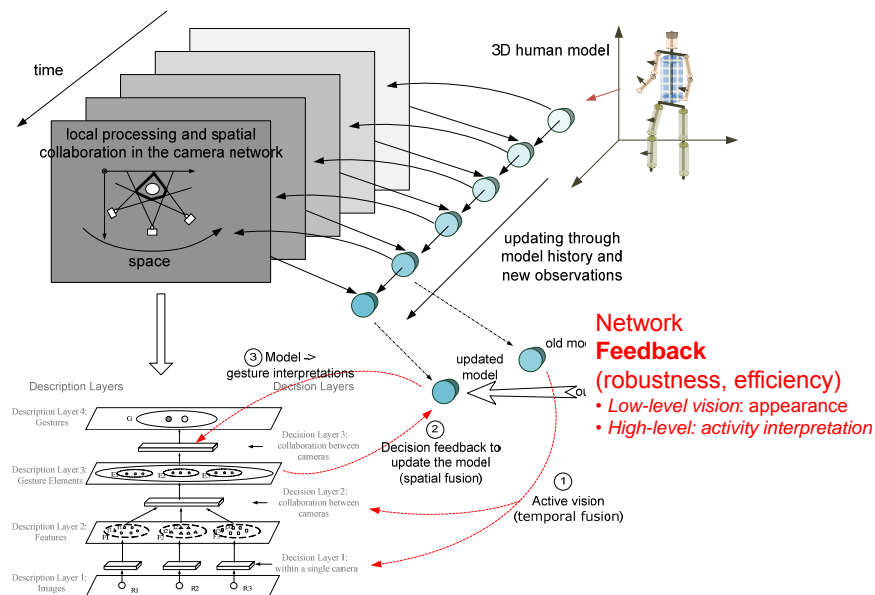 time
3D human model
local processing and spatial
collaboration in the camera network
space
updating through
model history and
new observations
Network
Feedback
(robustness, efficiency)
• Low-level vision: appearance
• High-level: activity interpretation
old
updated
model
3 Model ->
gesture interpretations
Description Layers
Decision Layers
Description Layer 4:
Gestures
G
Decision Layer 3:
collaboration between
cameras
2
Decision feedback to
update the model
(spatial fusion)
Description Layer 3:
Gesture Elements
E1 E2 E3
1
Active vision
(temporal fusion)
Decision Layer 2:
collaboration between
cameras
Description Layer 2:
Features
F1 F2 F3
Decision Layer 1:
within a single camera
Description Layer 1:
Images
R1 R2 R3